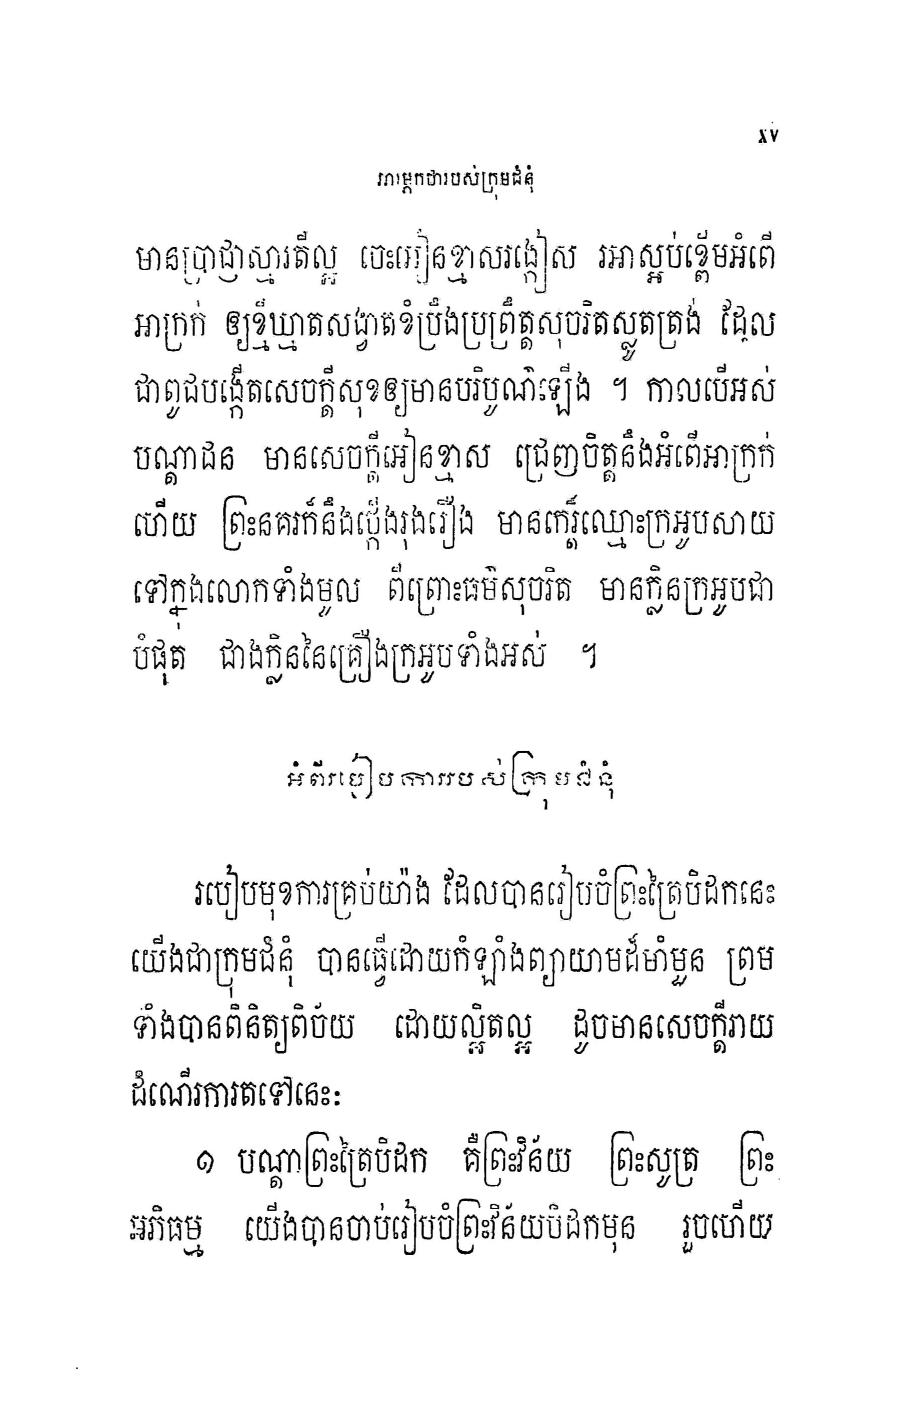 xv
អារម្ភកថារបស់ក្រុមជំនុំ
មានប្រាជ្ញាស្មារតីល្អ ចេះអៀនខ្មាសរង្កៀស រអាស្អប់ខ្ពើមអំពើ
អាក្រក់ ឲ្យខ្មីឃ្មាតសង្វាតខំប្រឹងប្រព្រឹត្តសុចរិតស្លូតត្រង់ ដែល
ជាពូជបង្កើតសេចក្តីសុខឲ្យមានបរិបូណ៌ឡើង ។ កាលបើអស់
បណ្តាជន មានសេចក្តីអៀនខ្មាស ជ្រេញចិត្តនឹងអំពើអាក្រក់
ហើយ ព្រះនគរក៏នឹងថ្កើងរុងរឿង មានកេរ្តិ៍ឈ្មោះក្រអូបសាយ
ទៅក្នុងលោកទាំងមូល ពីព្រោះធម៌សុចរិត មានក្លិនក្រអូបជា
បំផុត ជាងក្លិននៃគ្រឿងក្រអូបទាំងអស់ ។
អំពីរបៀបការរបស់ក្រុមជំនុំ
របៀបមុខការគ្រប់យ៉ាង ដែលបានរៀបចំព្រះត្រៃបិដកនេះ
យើងជាក្រុមជំនុំ បានធ្វើដោយកំឡាំងព្យាយាមដ៏មាំមួន ព្រម
ទាំងបានពិនិត្យពិច័យ ដោយល្អិតល្អ ដូចមានសេចក្តីរាយ
ដំណើរការតទៅនេះ:
១ បណ្តាព្រះត្រៃបិដក គឺព្រះវិន័យ ព្រះសូត្រ ព្រះ
អភិធម្ម យើងបានចាប់រៀបចំព្រះវិន័យបិដកមុន រួចហើយ